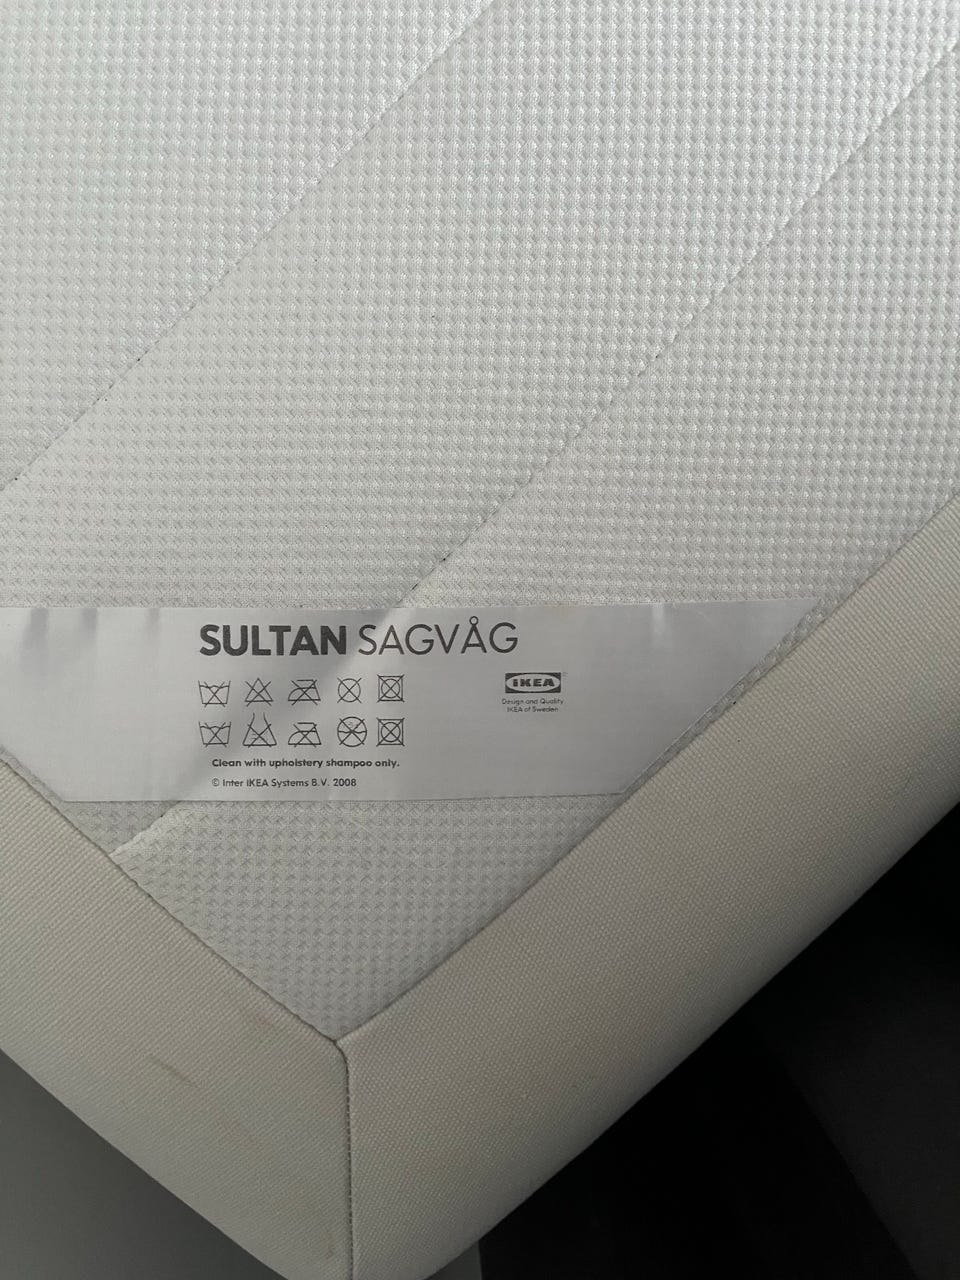 SULTAN SAGVÅG
IKEA
Design and Quality
IKEA of Sweden
Clean with upholstery shampoo only.
© Inter IKEA Systems B.V. 2008